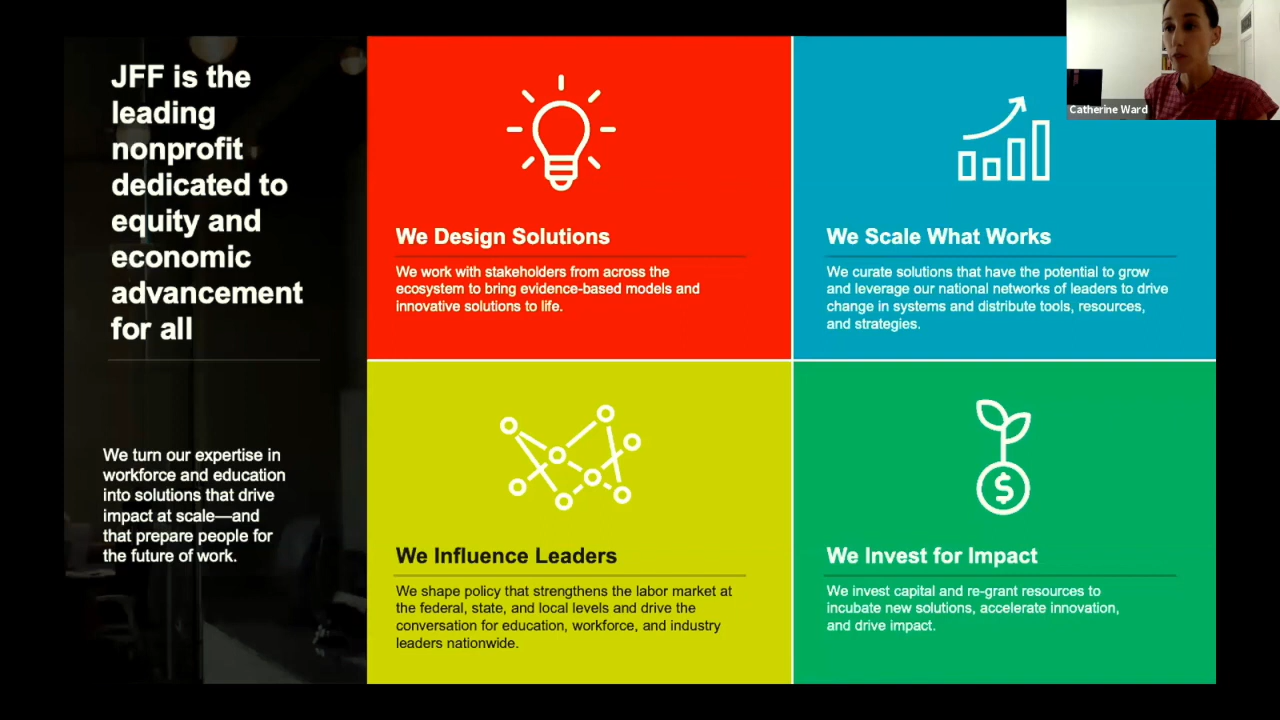 JFF is the
leading
nonprofit
dedicated to
equity and
economic
advancement
for all
We turn our expertise in
workforce and education
into solutions that drive
impact at scale—and
that prepare people for
the future of work.
We Design Solutions
We work with stakeholders from across the
ecosystem to bring evidence-based models and
innovative solutions to life.
We Scale What Works
We curate solutions that have the potential to grow
and leverage our national networks of leaders to drive
change in systems and distribute tools, resources,
and strategies.
We Influence Leaders
We shape policy that strengthens the labor market at
the federal, state, and local levels and drive the
conversation for education, workforce, and industry
leaders nationwide.
$
We Invest for Impact
We invest capital and re-grant resources to
incubate new solutions, accelerate innovation,
and drive impact.
Catherine Ward